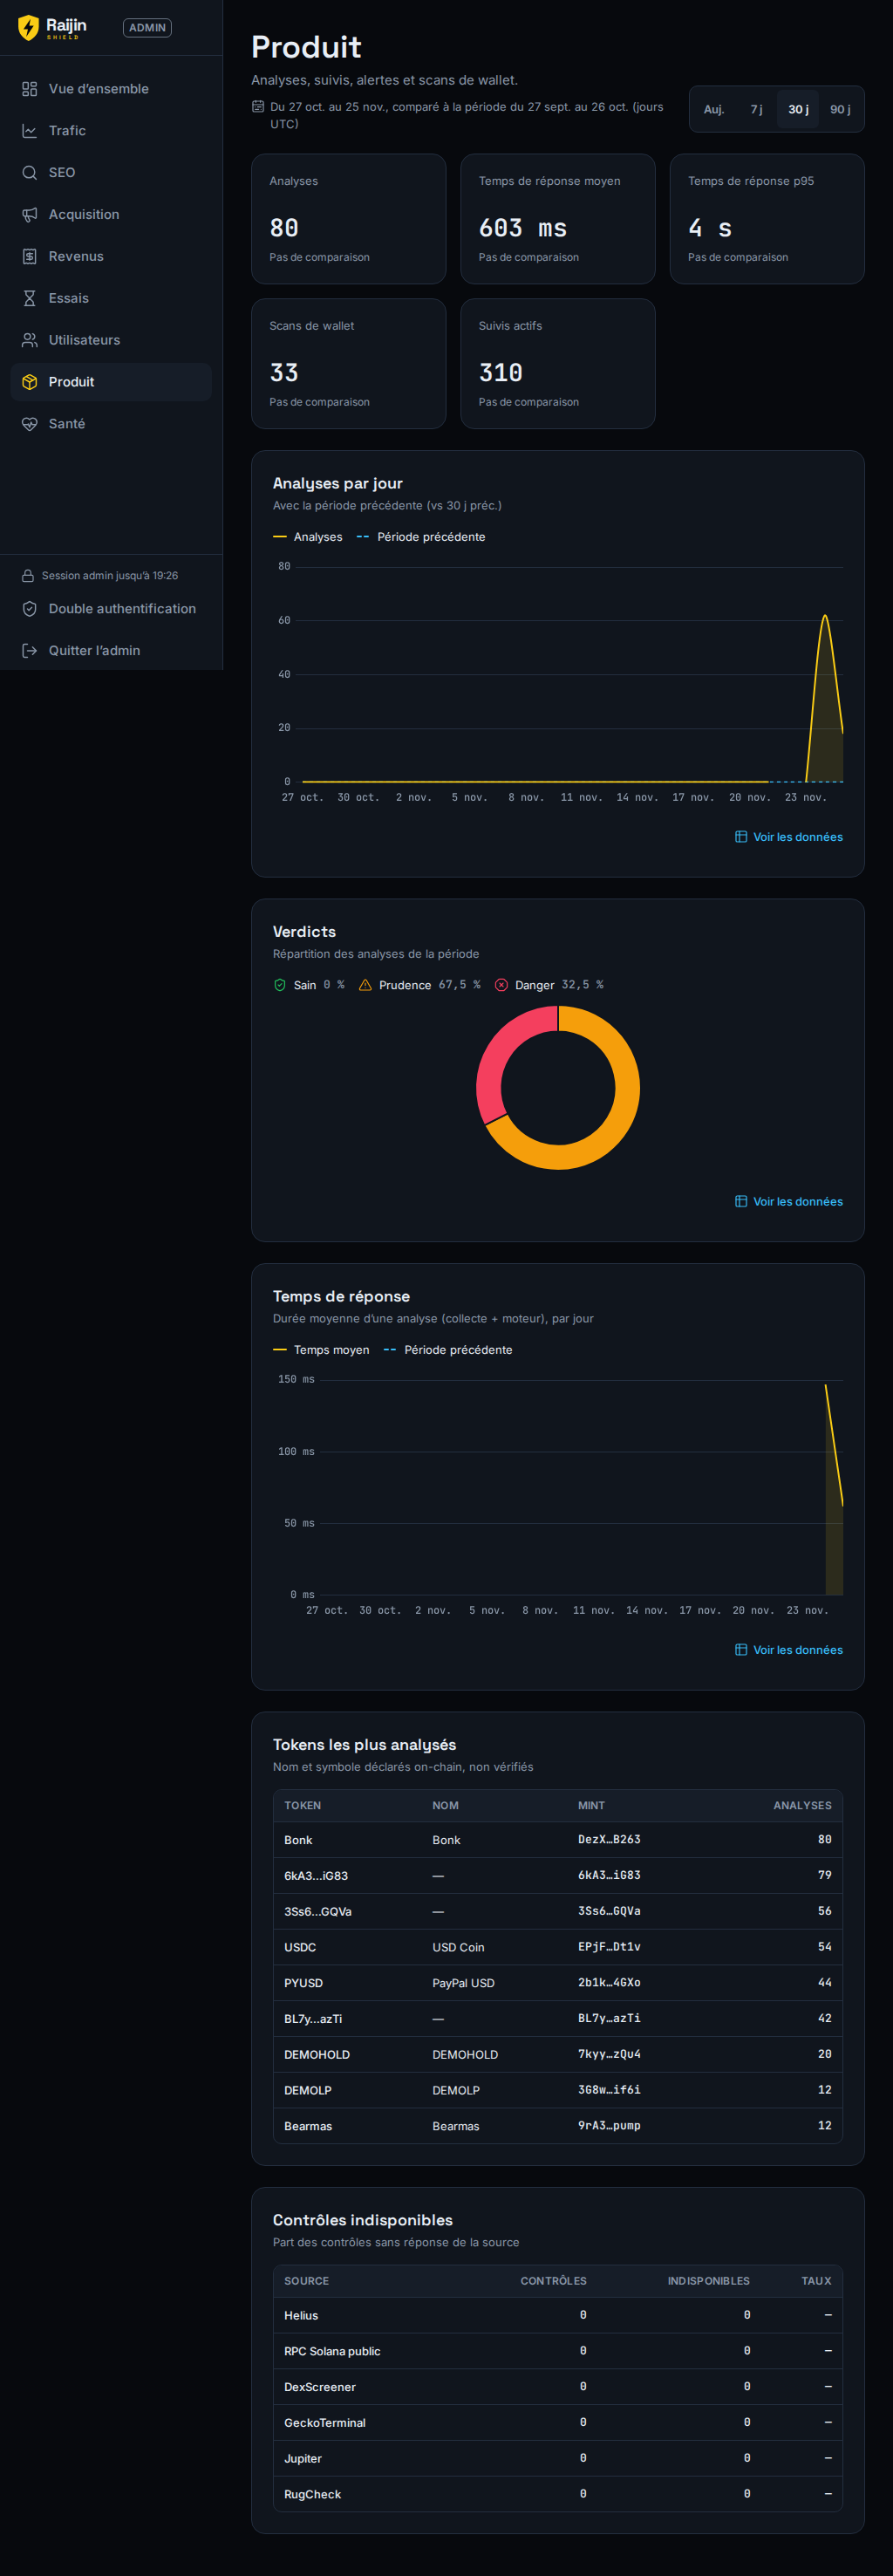 Raijin
SHIELD
ADMIN
Vue d'ensemble
Trafic
SEO
Acquisition
Revenus
Essais
Utilisateurs
Produit
Santé
Session admin jusqu'à 19:26
Double authentification
Quitter l'admin
Produit
Analyses, suivis, alertes et scans de wallet.
Du 27 oct. au 25 nov., comparé à la période du 27 sept. au 26 oct. (jours
UTC)
Auj. 7 j 30 j 90 j
Analyses
80
Pas de comparaison
Temps de réponse moyen
603 ms
Pas de comparaison
Temps de réponse p95
4 s
Pas de comparaison
Scans de wallet
33
Pas de comparaison
Suivis actifs
310
Pas de comparaison
Analyses par jour
Avec la période précédente (vs 30 j préc.)
Analyses Période précédente
80
60
40
20
0
27 oct. 30 oct. 2 nov. 5 nov. 8 nov. 11 nov. 14 nov. 17 nov. 20 nov. 23 nov.
Voir les données
Verdicts
Répartition des analyses de la période
Sain 0 % Prudence 67,5 % Danger 32,5 %
Voir les données
Temps de réponse
Durée moyenne d'une analyse (collecte + moteur), par jour
Temps moyen Période précédente
150 ms
100 ms
50 ms
0 ms
27 oct. 30 oct. 2 nov. 5 nov. 8 nov. 11 nov. 14 nov. 17 nov. 20 nov. 23 nov.
Voir les données
Tokens les plus analysés
Nom et symbole déclarés on-chain, non vérifiés
TOKEN NOM MINT ANALYSES
Bonk Bonk DezX…B263 80
6kA3…iG83 — 6kA3…iG83 79
3Ss6…GQVa — 3Ss6…GQVa 56
USDC USD Coin EPjF…Dt1v 54
PYUSD PayPal USD 2b1k…4GXo 44
BL7y…azTi — BL7y…azTi 42
DEMOHOLD DEMOHOLD 7kyy…zQu4 20
DEMOLP DEMOLP 3G8w…if6i 12
Bearmas Bearmas 9rA3…pump 12
Contrôles indisponibles
Part des contrôles sans réponse de la source
SOURCE CONTRÔLES INDISPONIBLES TAUX
Helius 0 0 —
RPC Solana public 0 0 —
DexScreener 0 0 —
GeckoTerminal 0 0 —
Jupiter 0 0 —
RugCheck 0 0 —